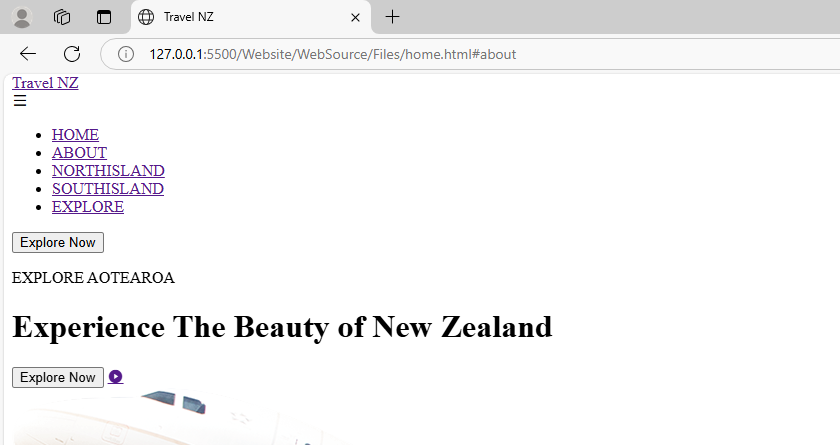 Travel NZ
127.0.0.1:5500/Website/WebSource/Files/home.html#about
Travel NZ
HOME
ABOUT
NORTHISLAND
SOUTHISLAND
EXPLORE
Explore Now
EXPLORE AOTEAROA
Experience The Beauty of New Zealand
Explore Now